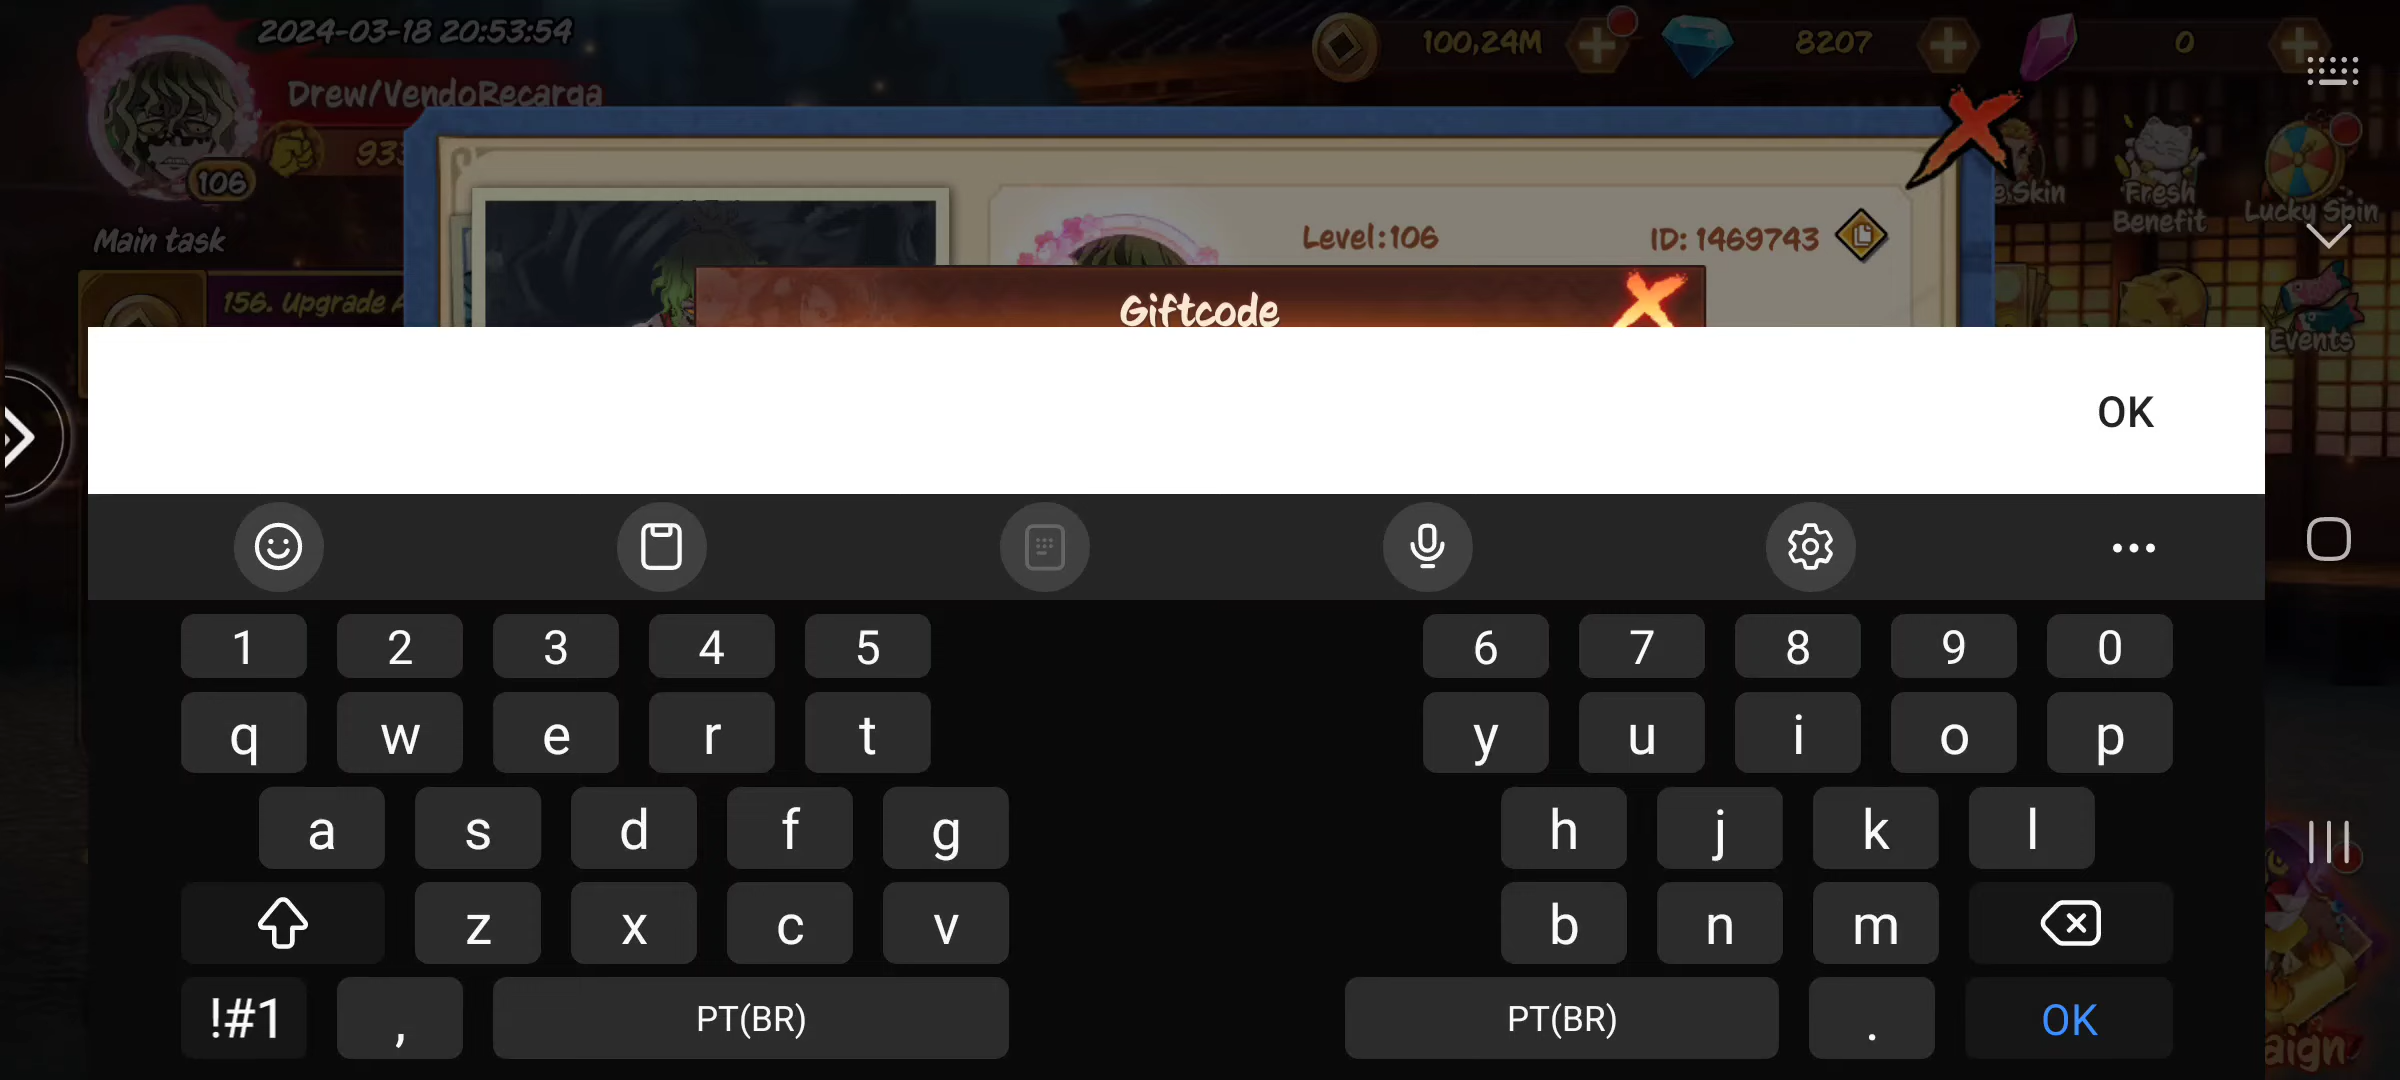 2024-03-18 20:53:54
100,24M
8207
0
Drew/VendoRecarga
933
106
Skin
Fresh
Benefit
Lucky Spin
Main task
Level:106
ID: 1469743
156. Upgrade
Giftcode
Events
OK
1 2 3 4 5 6 7 8 9 0
q w e r t y u i o p
a s d f g h j k l
z x c v b n m
!#1 , PT(BR) PT(BR) . OK